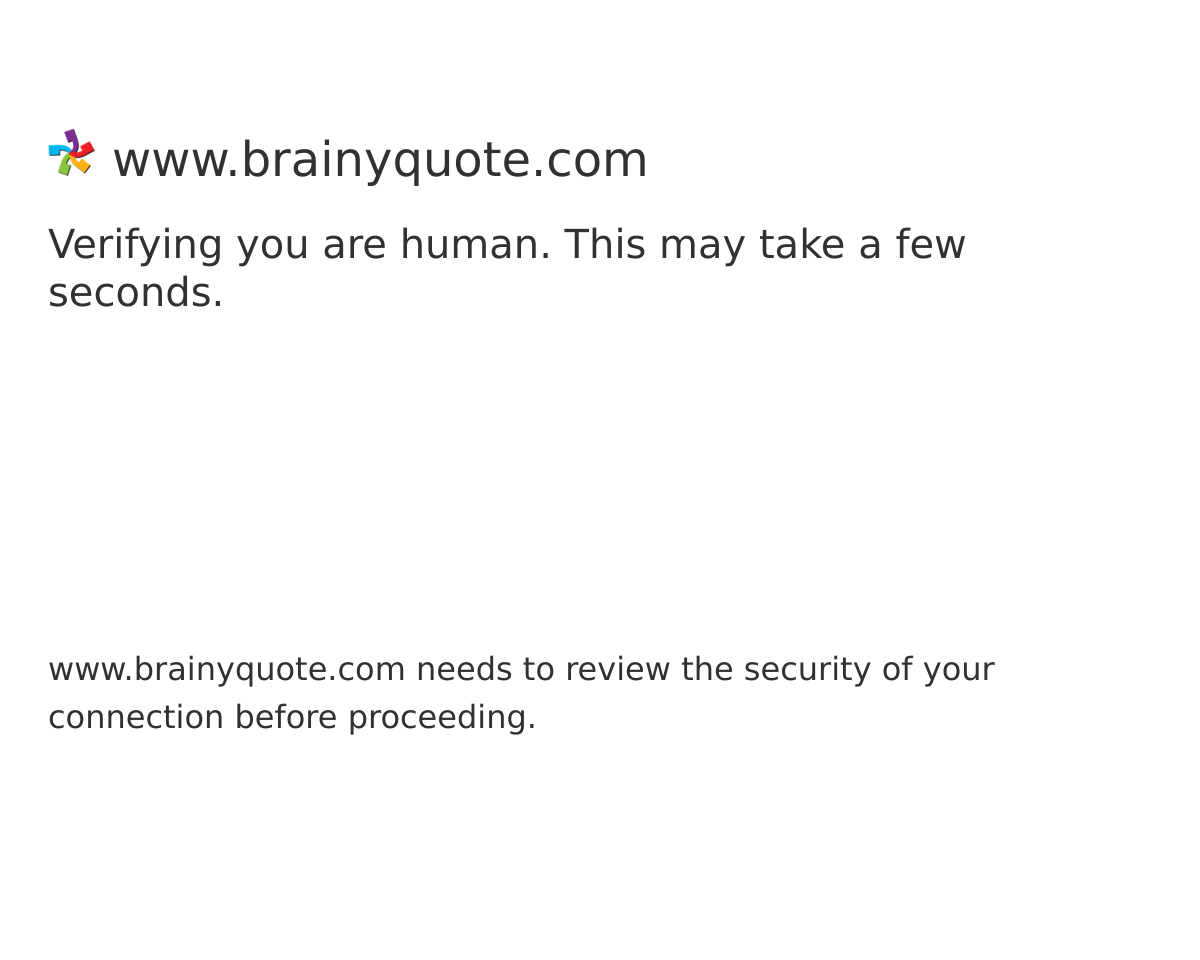 www.brainyquote.com
Verifying you are human. This may take a few
seconds.
www.brainyquote.com needs to review the security of your
connection before proceeding.